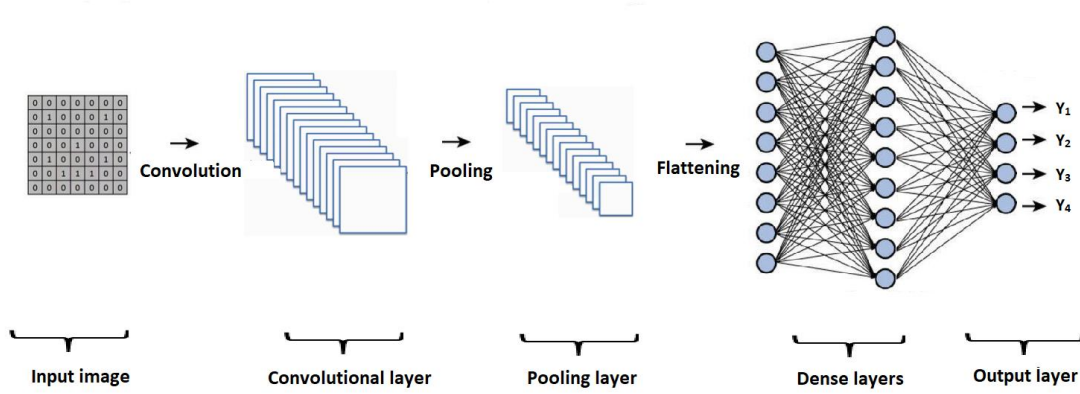 0 0 0 0 0 0 0
0 1 0 0 0 1 0
0 0 0 0 0 0 0
0 0 0 1 0 0 0
0 1 0 0 0 1 0
0 0 1 1 1 0 0
0 0 0 0 0 0 0
Convolution
Pooling
Flattening
Y₁
Y₂
Y₃
Y₄
Input image
Convolutional layer
Pooling layer
Dense layers
Output layer